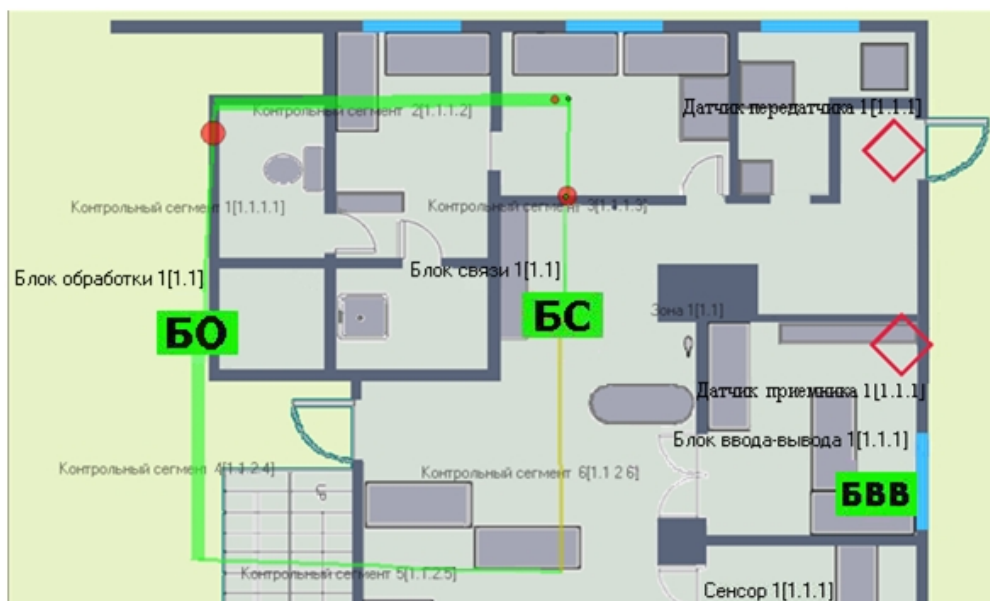 Контрольный сегмент 2[1.1.1.2]
Датчик передатчика 1[1.1.1]
Контрольный сегмент 1[1.1.1.1]
Контрольный сегмент 3[1.1.1.3]
Блок обработки 1[1.1]
Блок связи 1[1.1]
Зона 1[1.1]
БО
БС
Датчик приемника 1[1.1.1]
Блок ввода-вывода 1[1.1.1]
Контрольный сегмент 4[1.1.2.4]
Контрольный сегмент 6[1.1.2.6]
БВВ
Контрольный сегмент 5[1.1.2.5]
Сенсор 1[1.1.1]